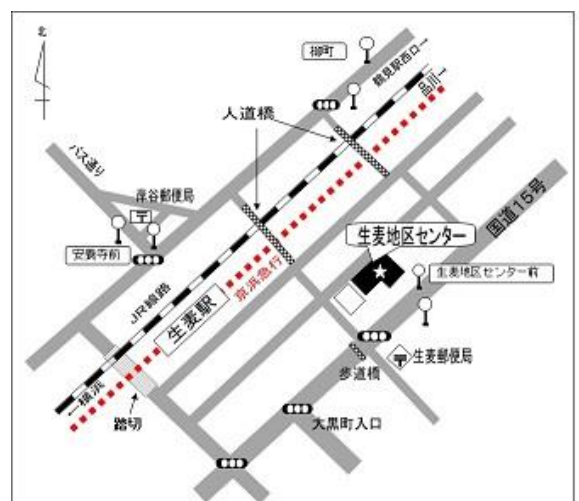 北
柳町
鶴見駅西口→
品川→
人道橋
バス通り
岸谷郵便局
安養寺前
国道15号
生麦地区センター
生麦地区センター前
JR線路
京浜急行
生麦駅
生麦郵便局
歩道橋
←横浜
踏切
大黒町入口